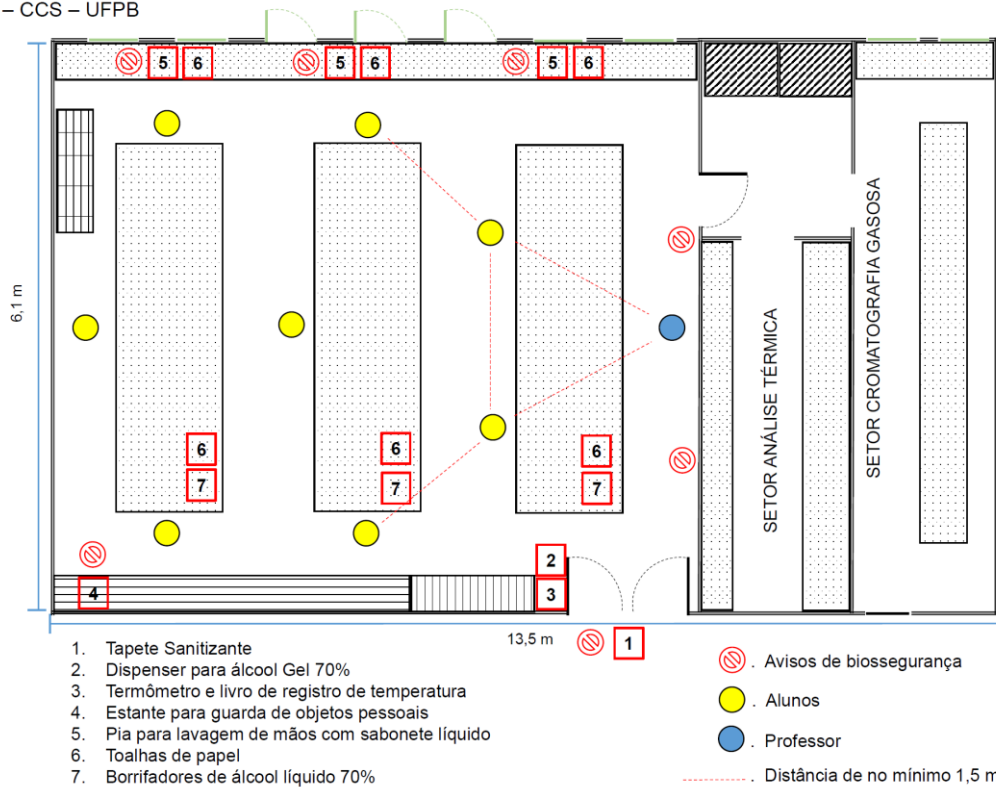 – CCS – UFPB
5 6 5 6 5 6
6,1 m
SETOR ANÁLISE TÉRMICA
SETOR CROMATOGRAFIA GASOSA
6 6 6
7 7 7
2
4 3
13,5 m 1
1. Tapete Sanitizante
2. Dispenser para álcool Gel 70%
3. Termômetro e livro de registro de temperatura
4. Estante para guarda de objetos pessoais
5. Pia para lavagem de mãos com sabonete líquido
6. Toalhas de papel
7. Borrifadores de álcool líquido 70%
. Avisos de biossegurança
. Alunos
. Professor
. Distância de no mínimo 1,5 m